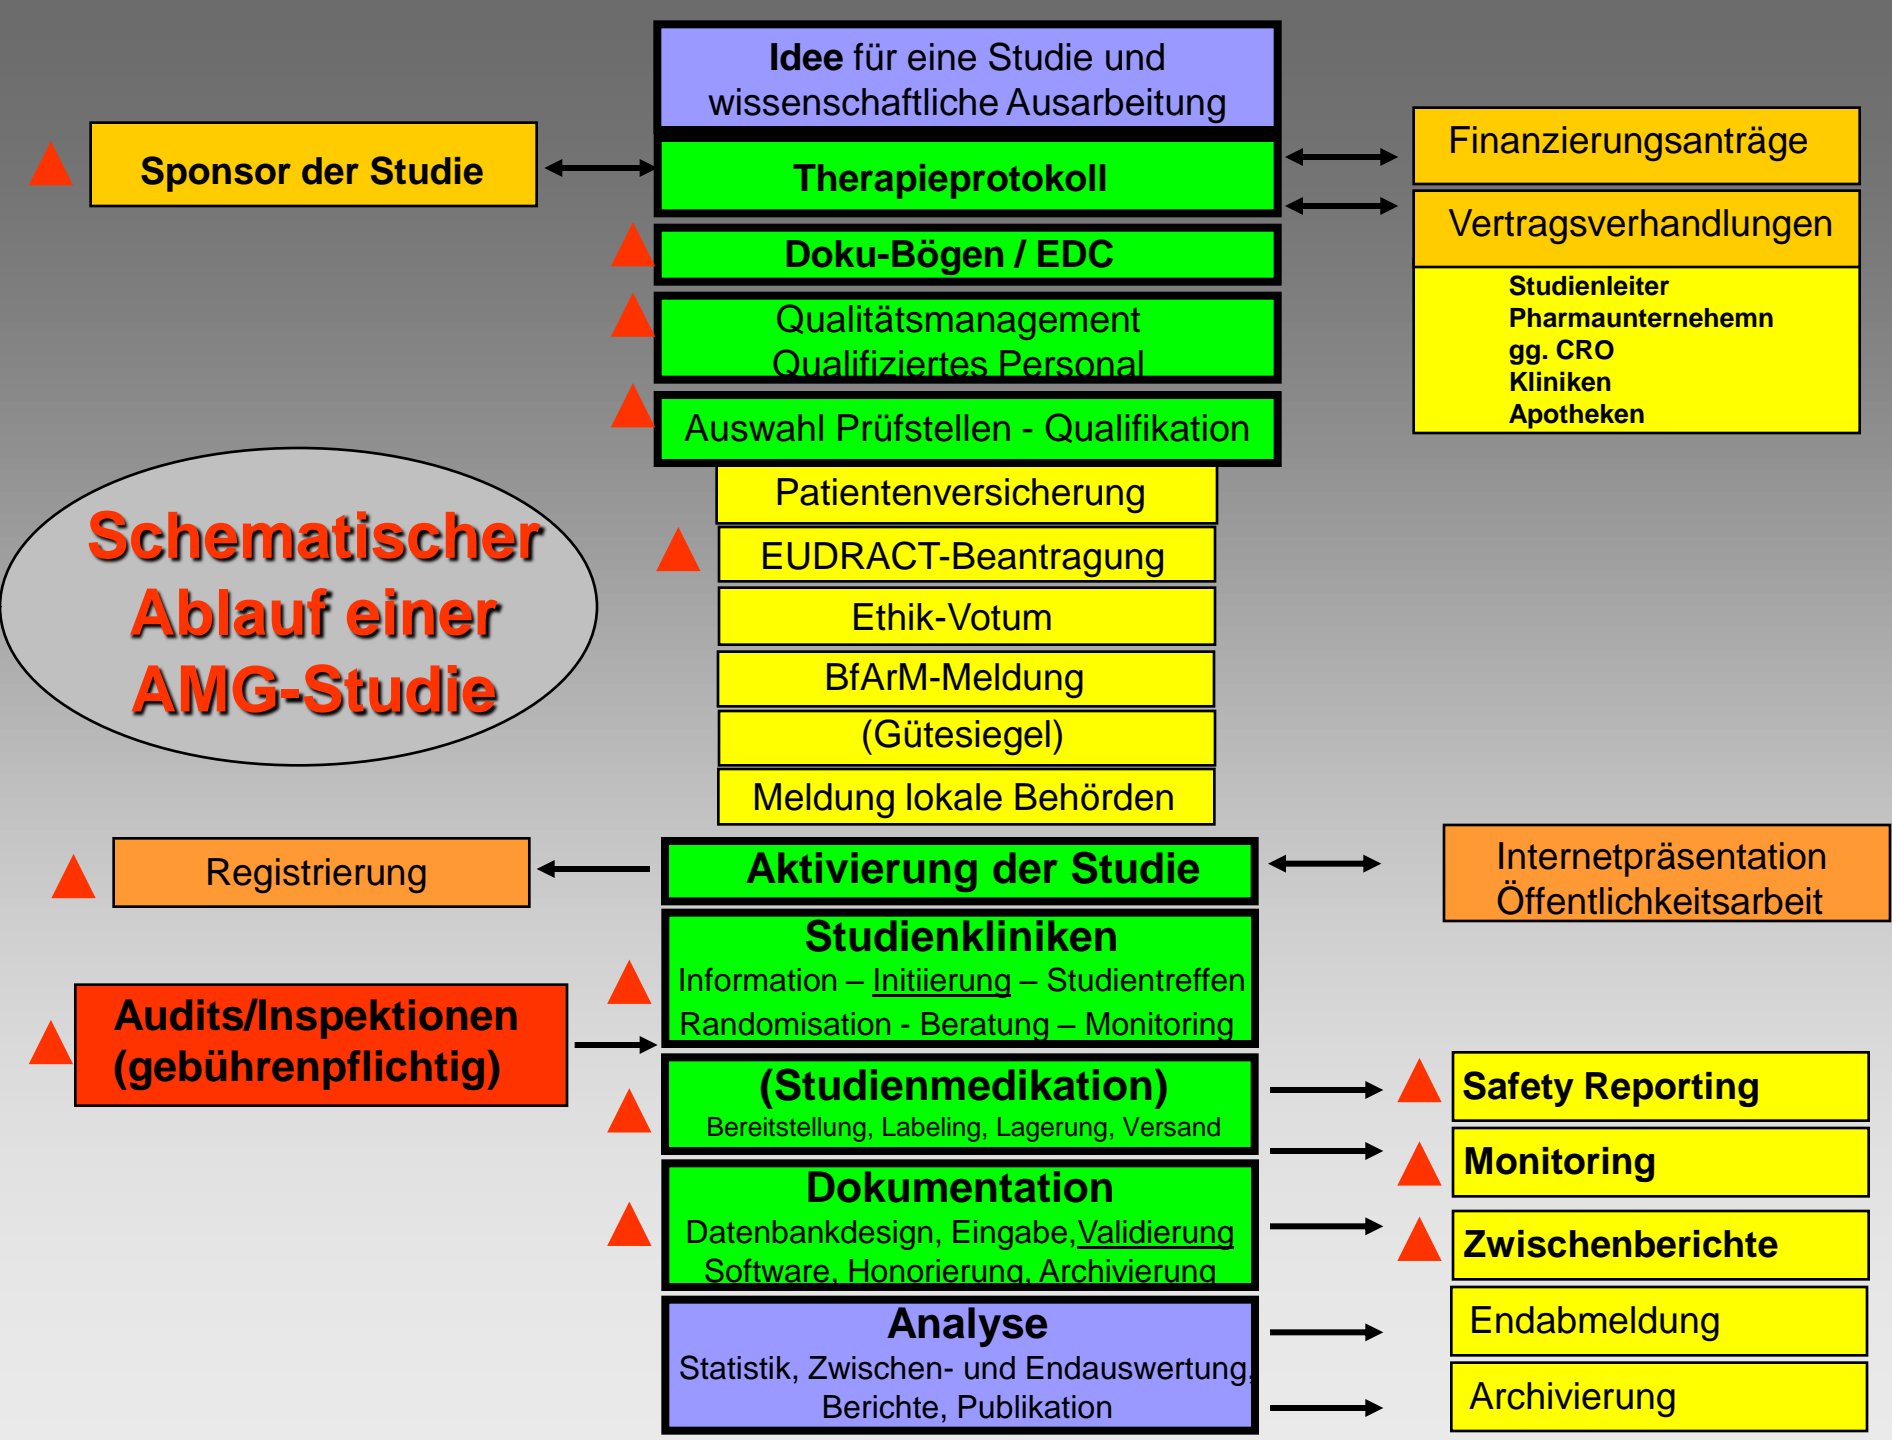 Idee für eine Studie und
wissenschaftliche Ausarbeitung
Sponsor der Studie
Therapieprotokoll
Finanzierungsanträge
Vertragsverhandlungen
Studienleiter
Pharmaunternehemn
gg. CRO
Kliniken
Apotheken
Doku-Bögen / EDC
Qualitätsmanagement
Qualifiziertes Personal
Auswahl Prüfstellen - Qualifikation
Patientenversicherung
EUDRACT-Beantragung
Ethik-Votum
BfArM-Meldung
(Gütesiegel)
Meldung lokale Behörden
Schematischer
Ablauf einer
AMG-Studie
Registrierung
Aktivierung der Studie
Internetpräsentation
Öffentlichkeitsarbeit
Studienkliniken
Information – Initiierung – Studientreffen
Randomisation - Beratung – Monitoring
Audits/Inspektionen
(gebührenpflichtig)
(Studienmedikation)
Bereitstellung, Labeling, Lagerung, Versand
Dokumentation
Datenbankdesign, Eingabe,Validierung
Software, Honorierung, Archivierung
Analyse
Statistik, Zwischen- und Endauswertung,
Berichte, Publikation
Safety Reporting
Monitoring
Zwischenberichte
Endabmeldung
Archivierung